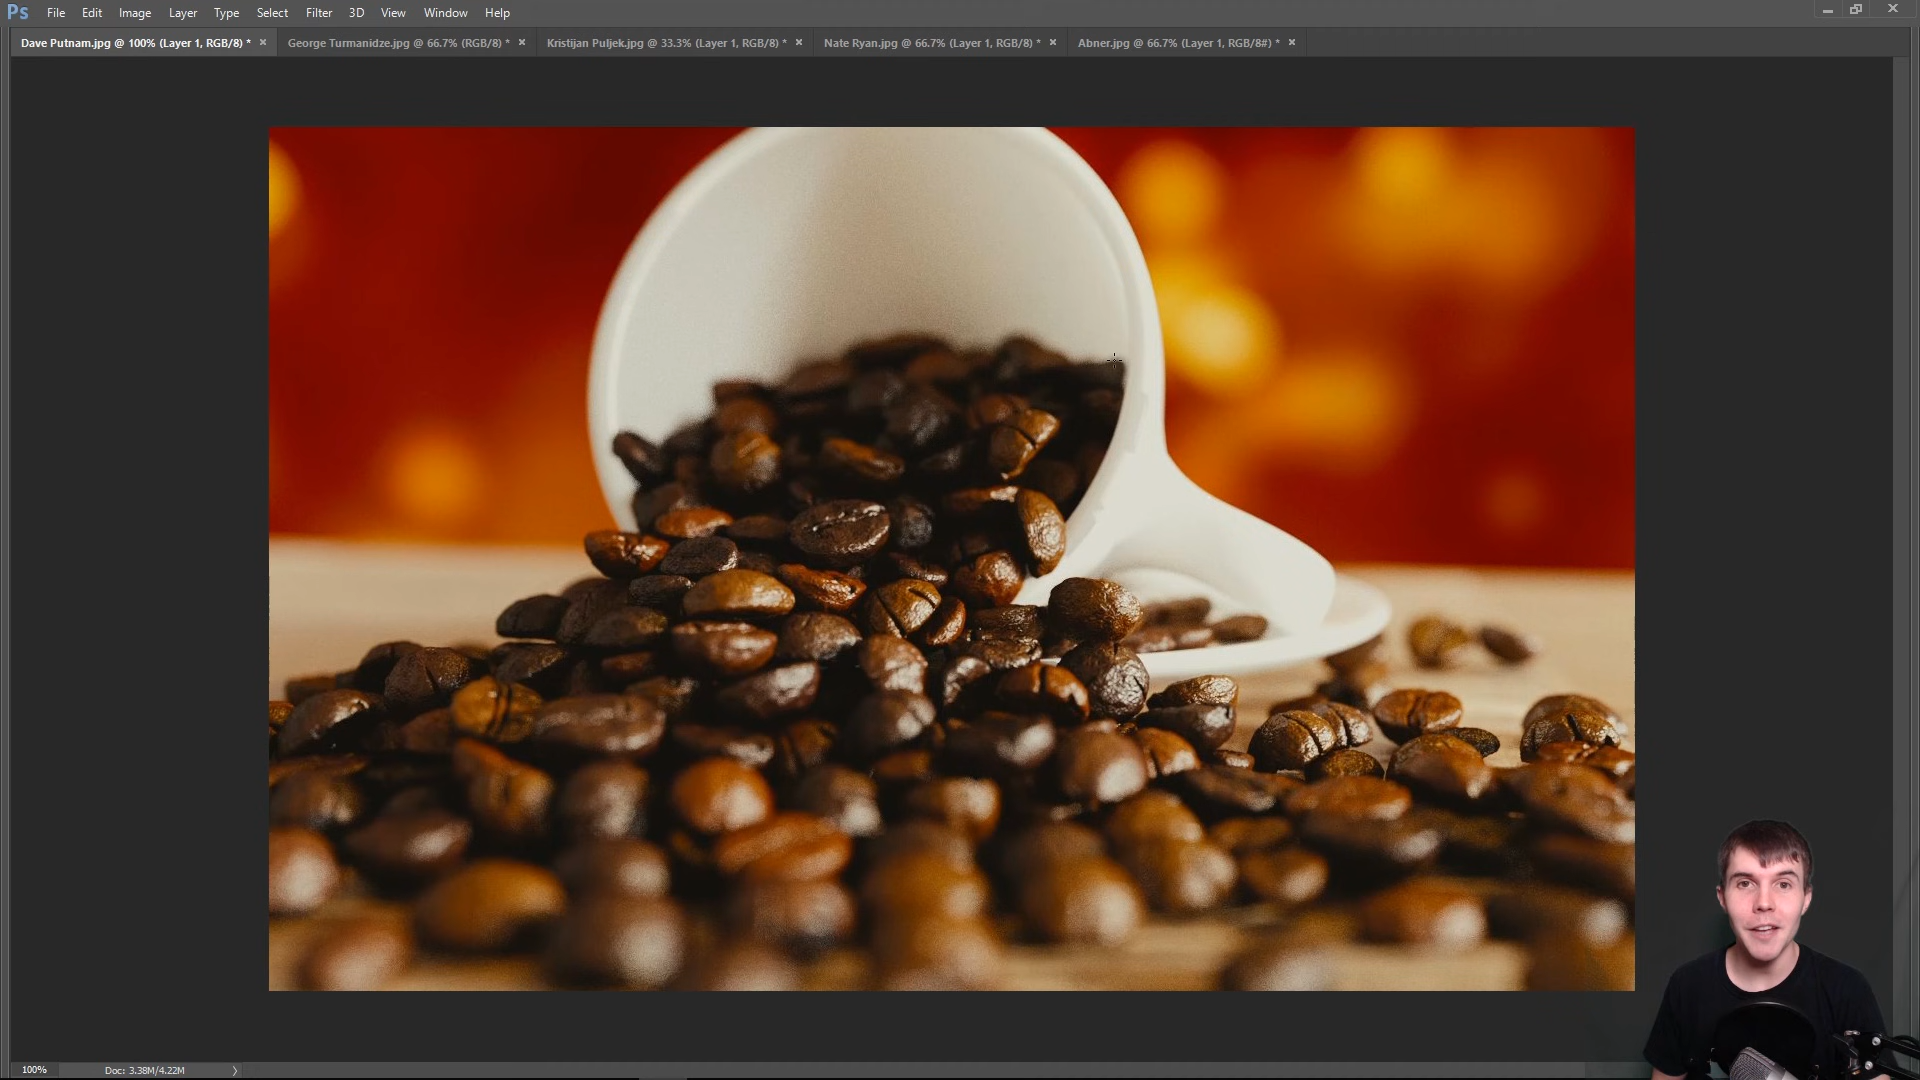 Ps File Edit Image Layer Type Select Filter 3D View Window Help
Dave Putnam.jpg @ 100% (Layer 1, RGB/8) * George Turmanidze.jpg @ 66.7% (RGB/8) * Kristijan Puljek.jpg @ 33.3% (Layer 1, RGB/8) * Nate Ryan.jpg @ 66.7% (Layer 1, RGB/8) * Abner.jpg @ 66.7% (Layer 1, RGB/8#) *
100% Doc: 3.38M/4.22M